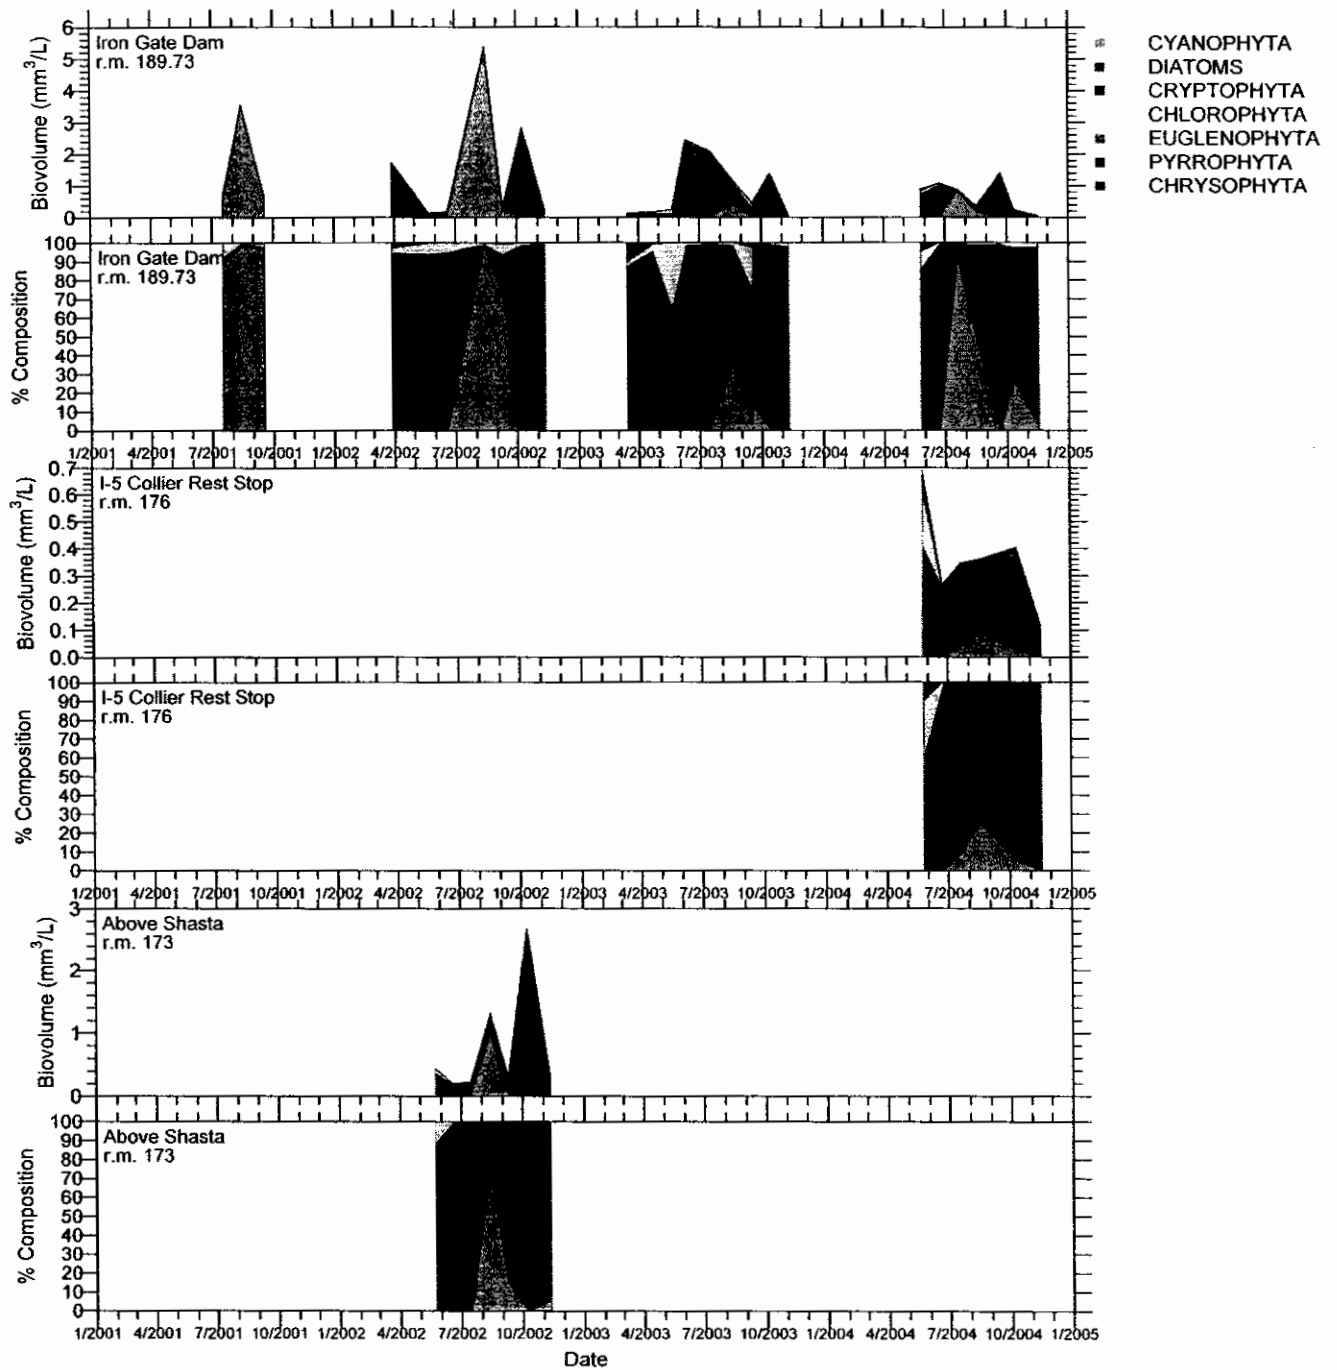 Biovolume (mm³/L)
6
5
4
3
2
1
0
Iron Gate Dam
r.m. 189.73
CYANOPHYTA
DIATOMS
CRYPTOPHYTA
CHLOROPHYTA
EUGLENOPHYTA
PYRROPHYTA
CHRYSOPHYTA
% Composition
100
90
80
70
60
50
40
30
20
10
0
Iron Gate Dam
r.m. 189.73
1/2001 4/2001 7/2001 10/2001 1/2002 4/2002 7/2002 10/2002 1/2003 4/2003 7/2003 10/2003 1/2004 4/2004 7/2004 10/2004 1/2005
Biovolume (mm³/L)
0.7
0.6
0.5
0.4
0.3
0.2
0.1
0.0
I-5 Collier Rest Stop
r.m. 176
% Composition
100
90
80
70
60
50
40
30
20
10
0
I-5 Collier Rest Stop
r.m. 176
1/2001 4/2001 7/2001 10/2001 1/2002 4/2002 7/2002 10/2002 1/2003 4/2003 7/2003 10/2003 1/2004 4/2004 7/2004 10/2004 1/2005
Biovolume (mm³/L)
3
2
1
0
Above Shasta
r.m. 173
% Composition
100
90
80
70
60
50
40
30
20
10
0
Above Shasta
r.m. 173
1/2001 4/2001 7/2001 10/2001 1/2002 4/2002 7/2002 10/2002 1/2003 4/2003 7/2003 10/2003 1/2004 4/2004 7/2004 10/2004 1/2005
Date